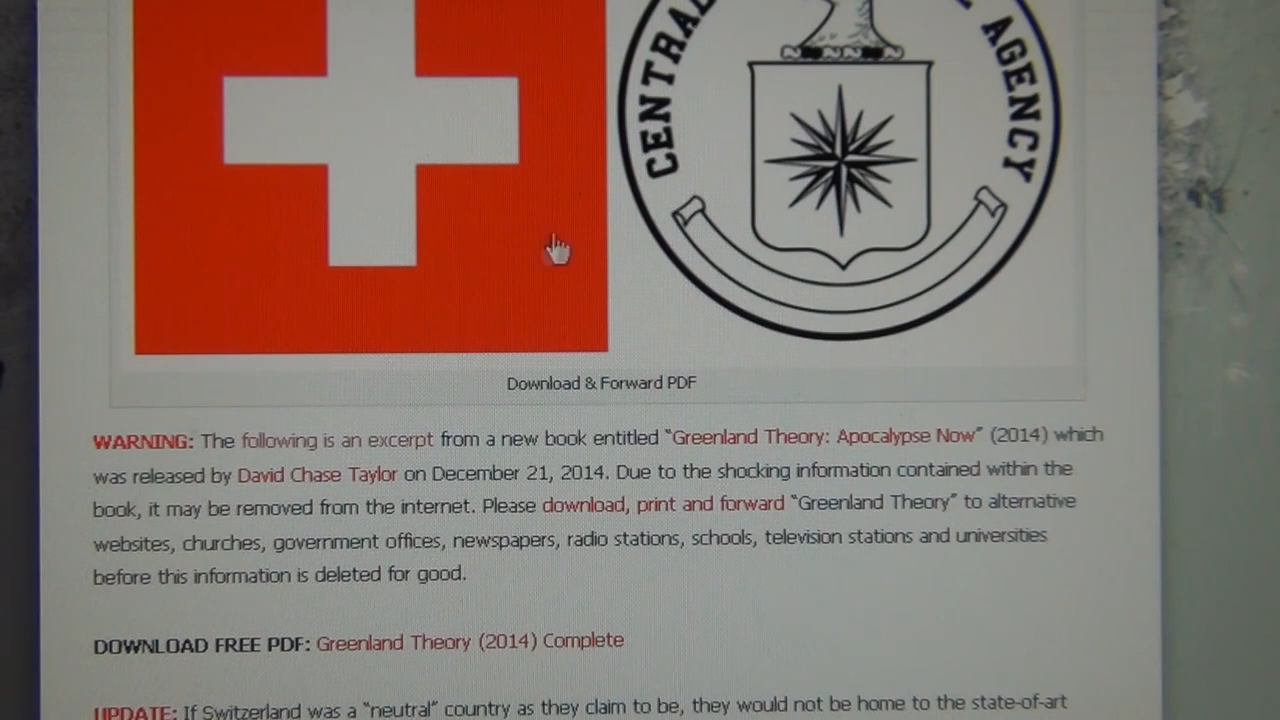 CENTRAL
L AGENCY
Download & Forward PDF
WARNING: The following is an excerpt from a new book entitled “Greenland Theory: Apocalypse Now” (2014) which
was released by David Chase Taylor on December 21, 2014. Due to the shocking information contained within the
book, it may be removed from the internet. Please download, print and forward “Greenland Theory” to alternative
websites, churches, government offices, newspapers, radio stations, schools, television stations and universities
before this information is deleted for good.
DOWNLOAD FREE PDF: Greenland Theory (2014) Complete
UPDATE: If Switzerland was a “neutral” country as they claim to be, they would not be home to the state-of-art